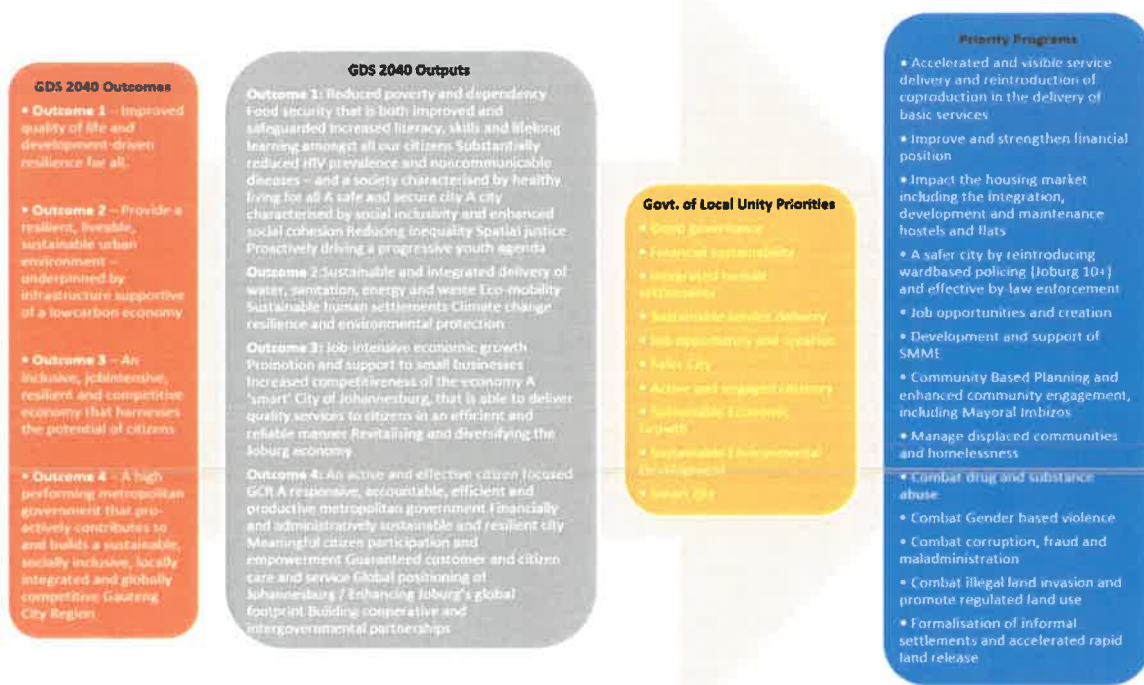 GDS 2040 Outcomes
• Outcome 1 – Improved
quality of life and
development-driven
resilience for all.
• Outcome 2 – Provide a
resilient, liveable,
sustainable urban
environment –
underpinned by
infrastructure supportive
of a lowcarbon economy
• Outcome 3 – An
inclusive, jobintensive,
resilient and competitive
economy that harnesses
the potential of citizens
• Outcome 4 – A high
performing metropolitan
government that pro-
actively contributes to
and builds a sustainable,
socially inclusive, locally
integrated and globally
competitive Gauteng
City Region
GDS 2040 Outputs
Outcome 1: Reduced poverty and dependency
Food security that is both improved and
safeguarded Increased literacy, skills and lifelong
learning amongst all our citizens Substantially
reduced HIV prevalence and noncommunicable
diseases – and a society characterised by healthy
living for all A safe and secure city A city
characterised by social inclusivity and enhanced
social cohesion Reducing inequality Spatial justice
Proactively driving a progressive youth agenda
Outcome 2:Sustainable and integrated delivery of
water, sanitation, energy and waste Eco-mobility
Sustainable human settlements Climate change
resilience and environmental protection
Outcome 3: Job-intensive economic growth
Promotion and support to small businesses
Increased competitiveness of the economy A
'smart' City of Johannesburg, that is able to deliver
quality services to citizens in an efficient and
reliable manner Revitalising and diversifying the
Joburg economy
Outcome 4: An active and effective citizen focused
GCR A responsive, accountable, efficient and
productive metropolitan government Financially
and administratively sustainable and resilient city
Meaningful citizen participation and
empowerment Guaranteed customer and citizen
care and service Global positioning of
Johannesburg / Enhancing Joburg's global
footprint Building cooperative and
intergovernmental partnerships
Govt. of Local Unity Priorities
• Good governance
• Financial sustainability
• Integrated human
settlements
• Sustainable service delivery
• Job opportunity and creation
• Safer City
• Active and engaged citizenry
• Sustainable Economic
Growth
• Sustainable Environmental
Development
• Smart City
Priority Programs
• Accelerated and visible service
delivery and reintroduction of
coproduction in the delivery of
basic services
• Improve and strengthen financial
position
• Impact the housing market
including the integration,
development and maintenance
hostels and flats
• A safer city by reintroducing
wardbased policing (Joburg 10+)
and effective by-law enforcement
• Job opportunities and creation
• Development and support of
SMME
• Community Based Planning and
enhanced community engagement,
including Mayoral Imbizos
• Manage displaced communities
and homelessness
• Combat drug and substance
abuse
• Combat Gender based violence
• Combat corruption, fraud and
maladministration
• Combat illegal land invasion and
promote regulated land use
• Formalisation of informal
settlements and accelerated rapid
land release